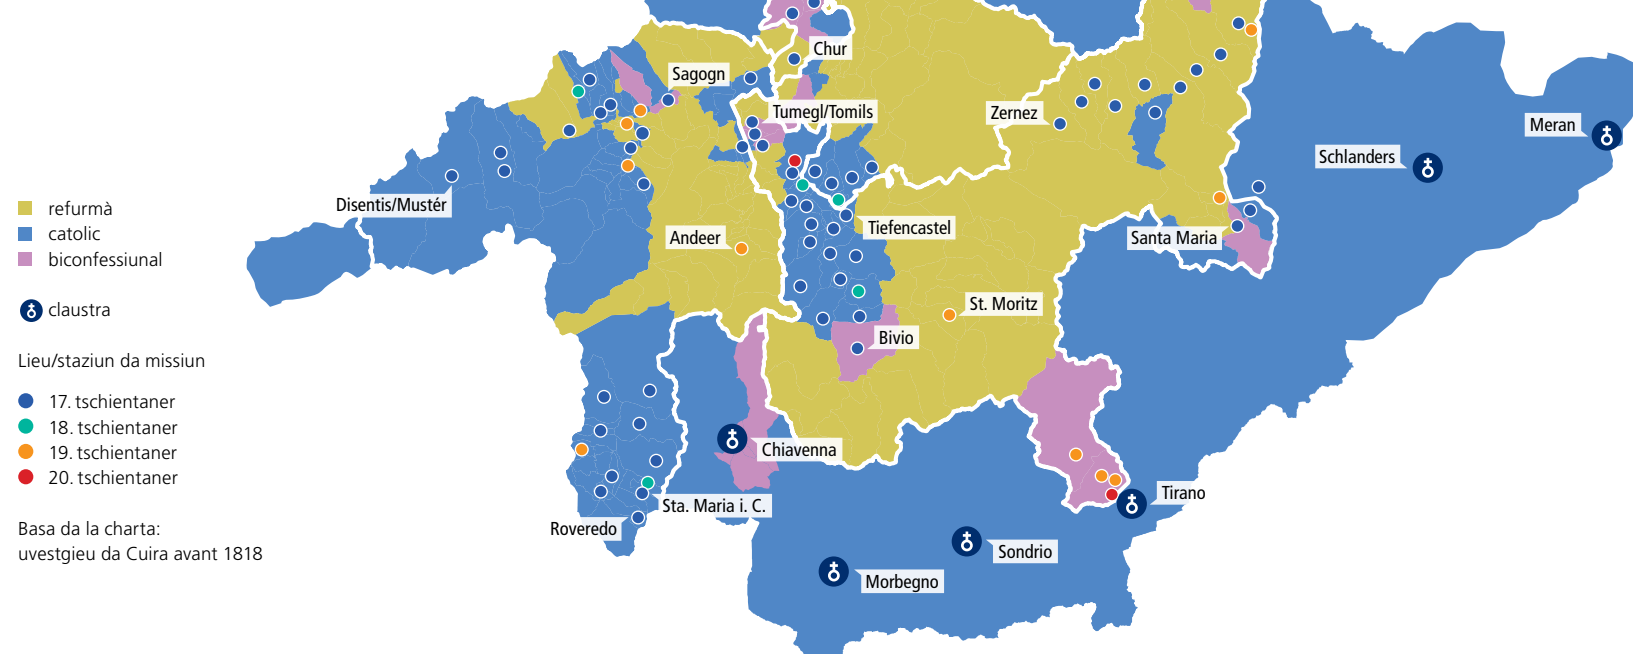 Chur
Sagogn
Tumegl/Tomils
Zernez
Meran
Schlanders
Disentis/Mustér
refurmà
catolic
biconfessiunal
Andeer
Tiefencastel
Santa Maria
claustra
St. Moritz
Bivio
Lieu/staziun da missiun
17. tschientaner
18. tschientaner
19. tschientaner
20. tschientaner
Chiavenna
Tirano
Sta. Maria i. C.
Roveredo
Basa da la charta:
uvestgieu da Cuira avant 1818
Sondrio
Morbegno